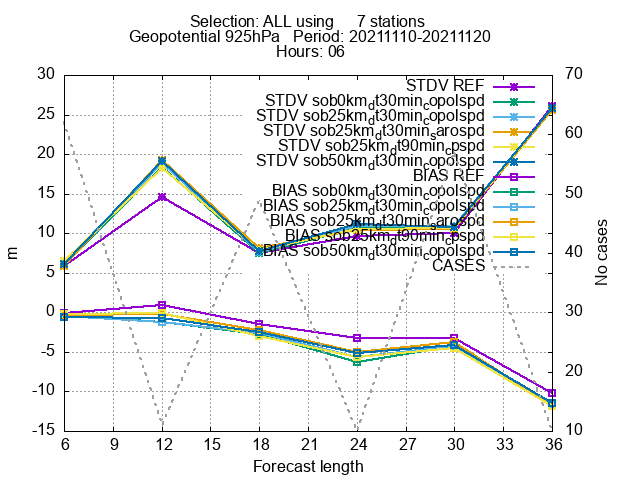 Selection: ALL using 7 stations
Geopotential 925hPa Period: 20211110-20211120
Hours: 06
30 70
STDV REF
STDV sob0km_dt30min_copolspd
STDV sob25km_dt30min_copolspd
STDV sob25km_dt30min_sarospd
STDV sob25km_dt90min_cpspd
STDV sob50km_dt30min_copolspd
BIAS REF
BIAS sob0km_dt30min_copolspd
BIAS sob25km_dt30min_copolspd
BIAS sob25km_dt30min_sarospd
BIAS sob25km_dt90min_cpspd
BIAS sob50km_dt30min_copolspd
CASES
25
60
20
15
50
10
40
5
0 30
-5
20
-10
-15 10
m
No cases
6 9 12 15 18 21 24 27 30 33 36
Forecast length